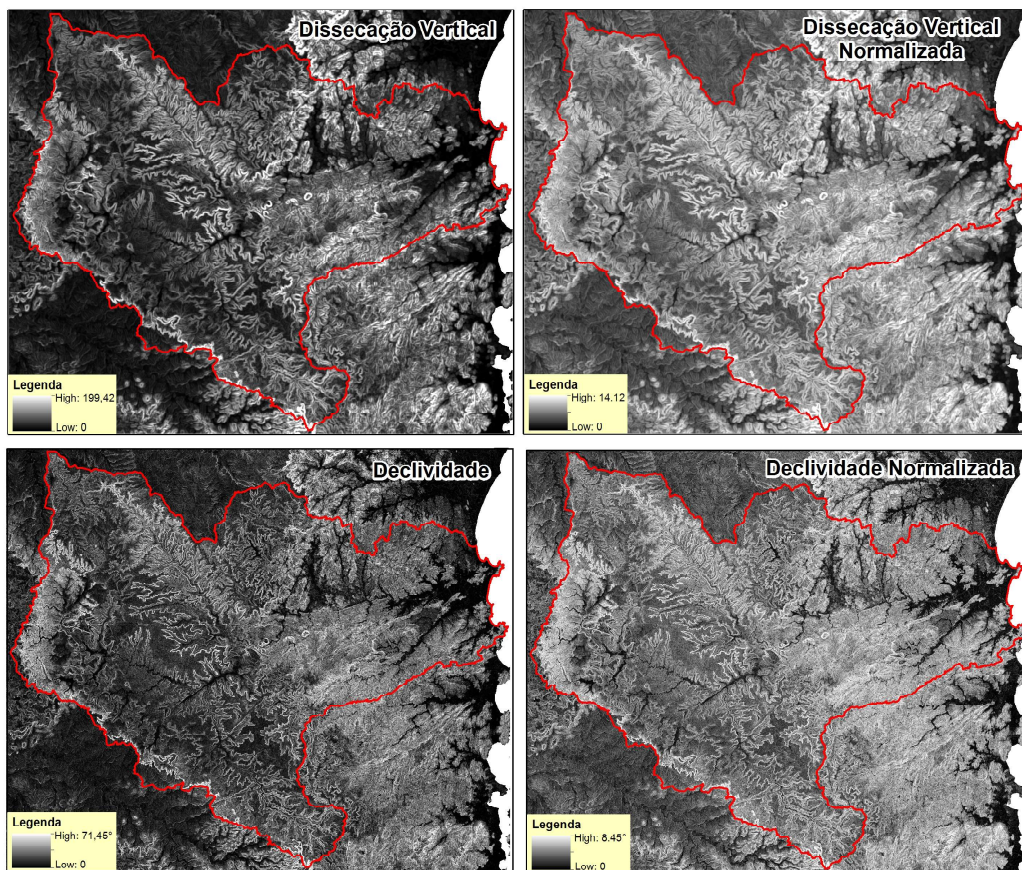 Dissecação Vertical
Legenda
High: 199,42
Low: 0
Dissecação Vertical
Normalizada
Legenda
High: 14.12
Low: 0
Declividade
Legenda
High: 71,45°
Low: 0
Declividade Normalizada
Legenda
High: 8.45°
Low: 0